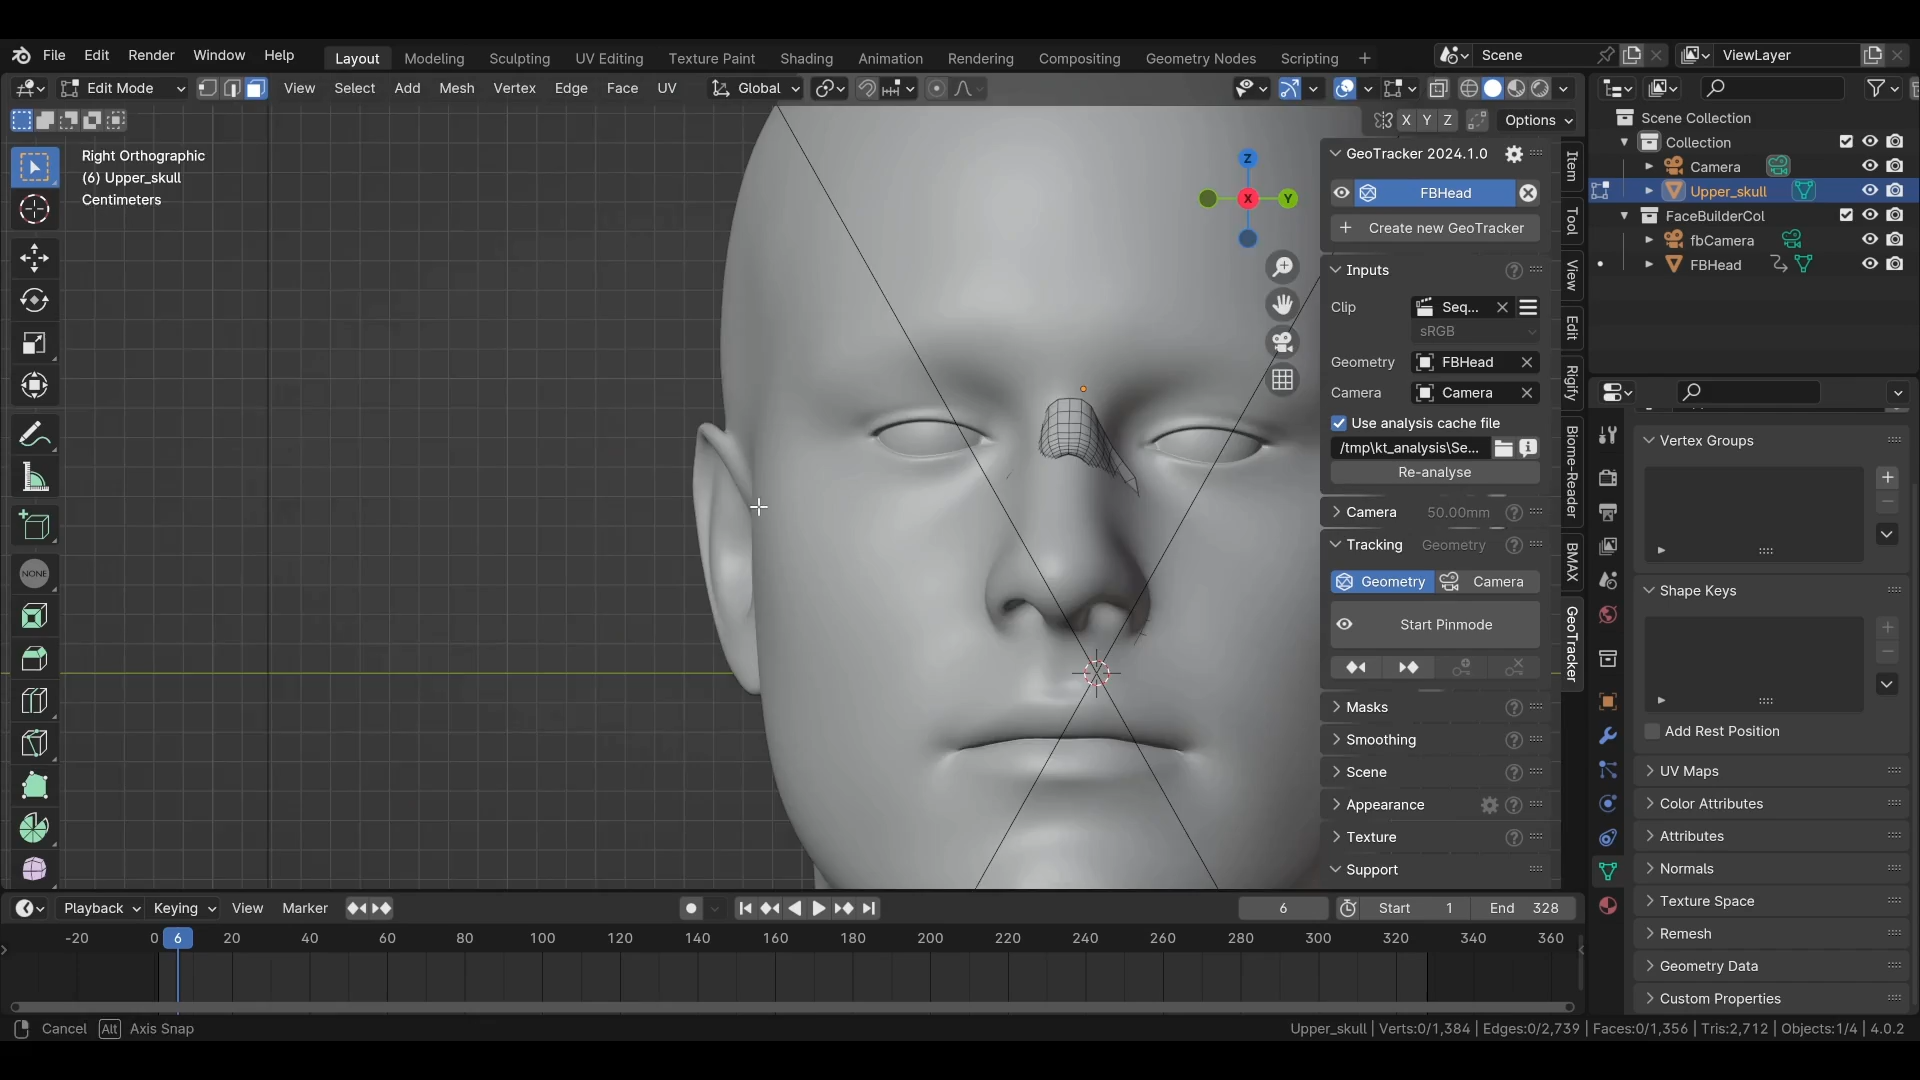 File Edit Render Window Help Layout Modeling Sculpting UV Editing Texture Paint Shading Animation Rendering Compositing Geometry Nodes Scripting + Scene ViewLayer
Edit Mode View Select Add Mesh Vertex Edge Face UV Global
X Y Z Options
Right Orthographic
(6) Upper_skull
Centimeters
Z
X
Y
NONE
GeoTracker 2024.1.0
FBHead
+ Create new GeoTracker
Inputs
Clip Seq...
sRGB
Geometry FBHead
Camera Camera
Use analysis cache file
/tmp\kt_analysis\Se...
Re-analyse
Camera 50.00mm
Tracking Geometry
Geometry Camera
Start Pinmode
Masks
Smoothing
Scene
Appearance
Texture
Support
Item
Tool
View
Edit
Rigify
Biome-Reader
BMAX
GeoTracker
Scene Collection
Collection
Camera
Upper_skull
FaceBuilderCol
fbCamera
FBHead
Vertex Groups
Shape Keys
Add Rest Position
UV Maps
Color Attributes
Attributes
Normals
Texture Space
Remesh
Geometry Data
Custom Properties
Playback Keying View Marker 6 Start 1 End 328
-20 0 6 20 40 60 80 100 120 140 160 180 200 220 240 260 280 300 320 340 360
Cancel Alt Axis Snap Upper_skull | Verts:0/1,384 | Edges:0/2,739 | Faces:0/1,356 | Tris:2,712 | Objects:1/4 | 4.0.2